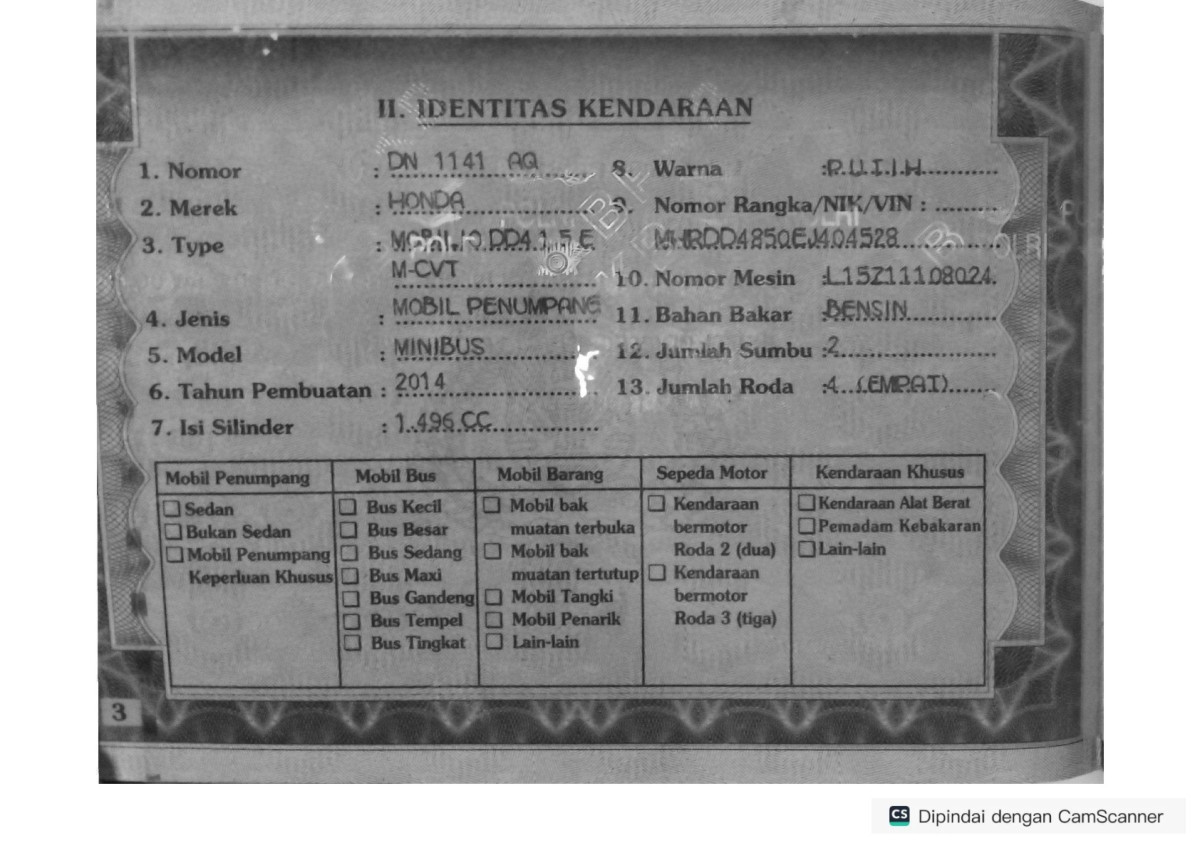 II. IDENTITAS KENDARAAN
1. Nomor : DN 1141 AQ
2. Merek : HONDA
3. Type : MOBILIO DD4 1.5 E
M-CVT
4. Jenis : MOBIL PENUMPANG
5. Model : MINIBUS
6. Tahun Pembuatan : 2014
7. Isi Silinder : 1.496 CC
8. Warna : P.U.T.I.H
9. Nomor Rangka/NIK/VIN :
MHRDD4850EJ404528
10. Nomor Mesin : L15Z11108024
11. Bahan Bakar : BENSIN
12. Jumlah Sumbu : 2
13. Jumlah Roda : 4 (EMPAT)
Mobil Penumpang
Sedan
Bukan Sedan
Mobil Penumpang
Keperluan Khusus
Mobil Bus
Bus Kecil
Bus Besar
Bus Sedang
Bus Maxi
Bus Gandeng
Bus Tempel
Bus Tingkat
Mobil Barang
Mobil bak
muatan terbuka
Mobil bak
muatan tertutup
Mobil Tangki
Mobil Penarik
Lain-lain
Sepeda Motor
Kendaraan
bermotor
Roda 2 (dua)
Kendaraan
bermotor
Roda 3 (tiga)
Kendaraan Khusus
Kendaraan Alat Berat
Pemadam Kebakaran
Lain-lain
3
CS Dipindai dengan CamScanner